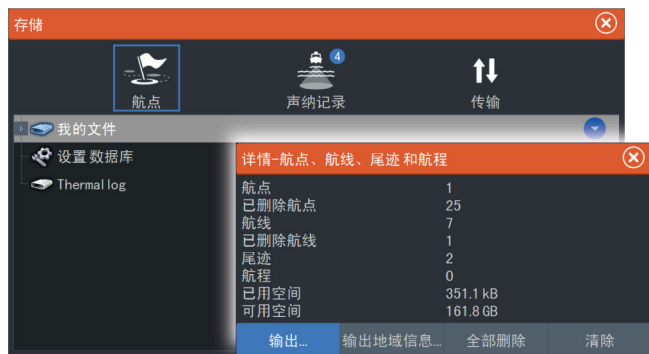 存储
4
航点 声纳记录 传输
我的文件
设置 数据库
Thermal log
详情-航点、航线、尾迹 和航程
航点 1
已删除航点 25
航线 7
已删除航线 1
尾迹 2
航程 0
已用空间 351.1 kB
可用空间 161.8 GB
输出... 输出地域信息... 全部删除 清除